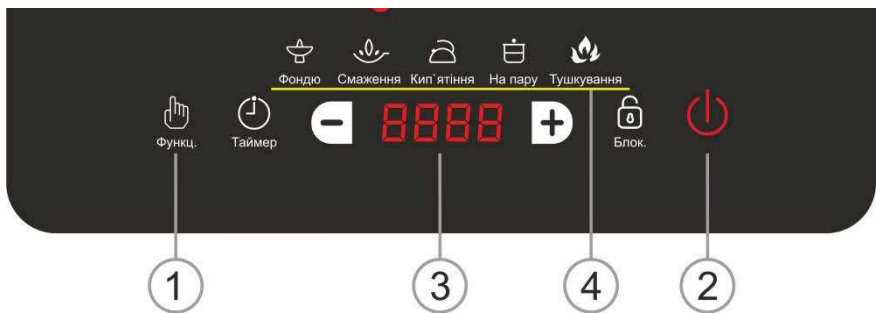 Фондю Смаження Кип`ятіння На пару Тушкування
Функц. Таймер - 8888 + Блок.
1 3 4 2